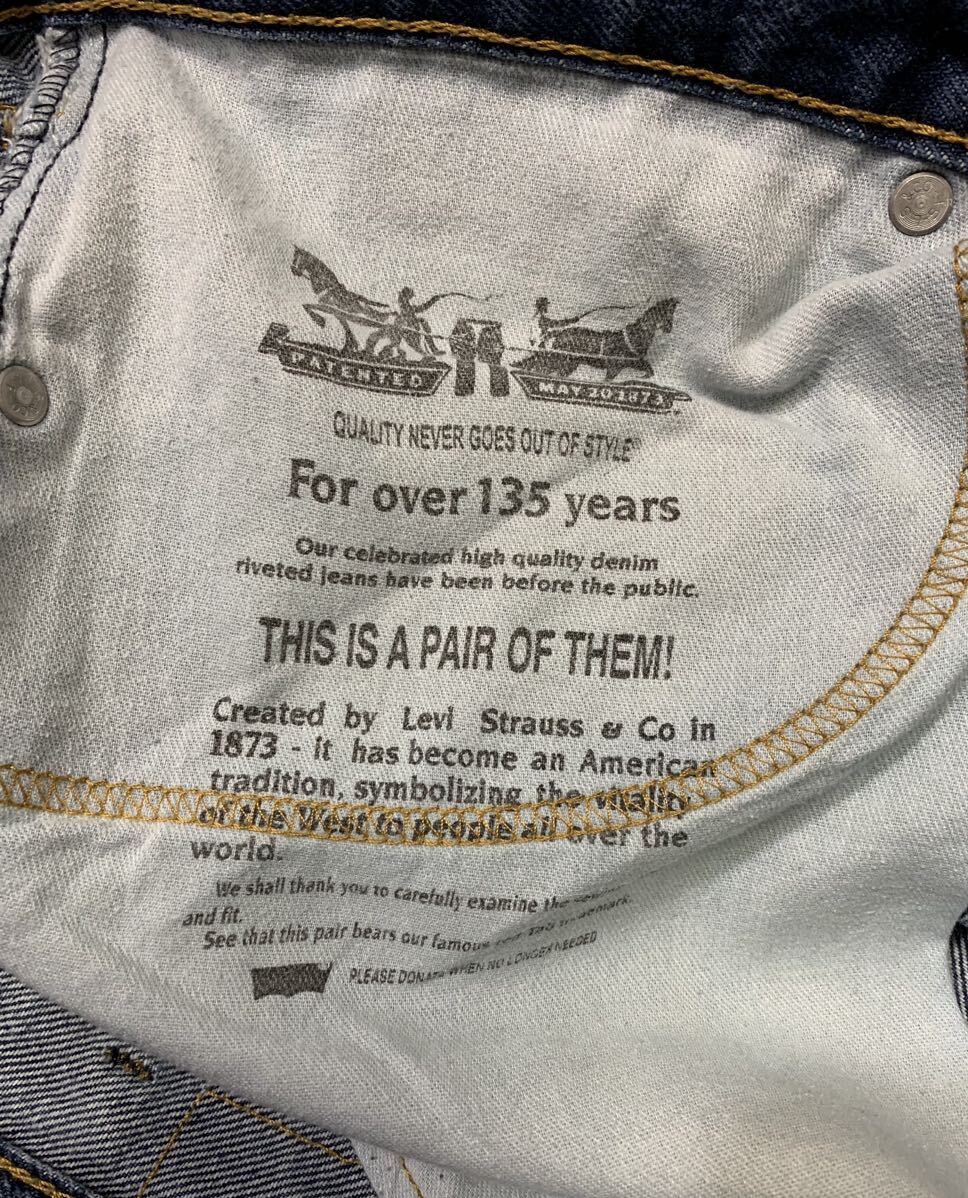 PATENTED
MAY 20 1873
QUALITY NEVER GOES OUT OF STYLE®
For over 135 years
Our celebrated high quality denim
riveted jeans have been before the public.
THIS IS A PAIR OF THEM!
Created by Levi Strauss & Co in
1873 - it has become an American
tradition, symbolizing the vitality
of the West to people all over the
world.
We shall thank you to carefully examine the
and fit.
See that this pair bears our famous Tab trademark.
PLEASE DONATE WHEN NO LONGER NEEDED